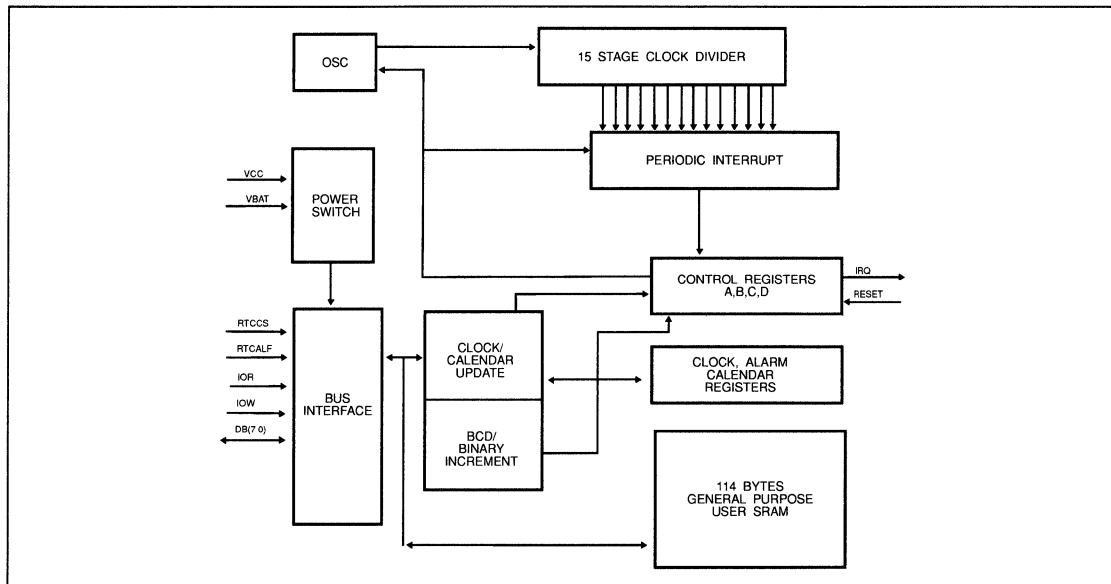 OSC
15 STAGE CLOCK DIVIDER
PERIODIC INTERRUPT
VCC
VBAT
POWER
SWITCH
CONTROL REGISTERS
A,B,C,D
IRQ
RESET
RTCCS
RTCALF
IOR
IOW
DB(7 0)
BUS
INTERFACE
CLOCK/
CALENDAR
UPDATE
BCD/
BINARY
INCREMENT
CLOCK, ALARM
CALENDAR
REGISTERS
114 BYTES
GENERAL PURPOSE
USER SRAM